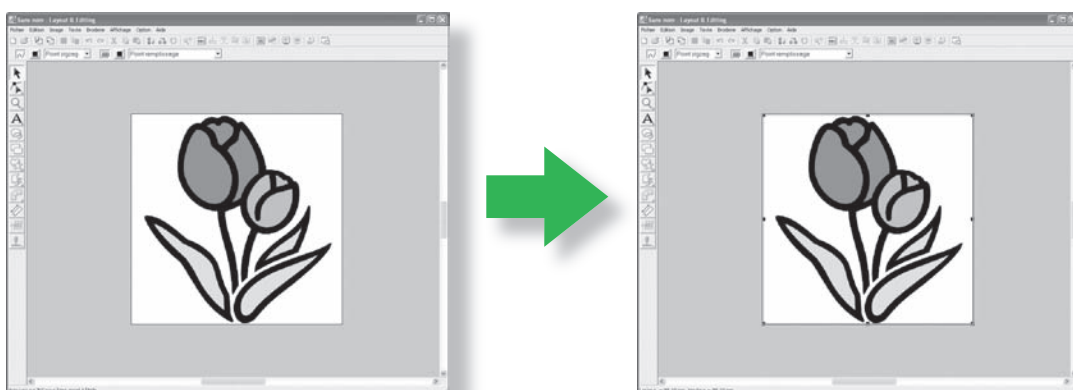 Sans nom - Layout & Editing
Fichier Edition Image Texte Broderie Affichage Option Aide
Point zigzag Point remplissage
A
Sans nom - Layout & Editing
Fichier Edition Image Texte Broderie Affichage Option Aide
Point zigzag Point remplissage
A